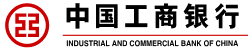 中国工商银行
INDUSTRIAL AND COMMERCIAL BANK OF CHINA